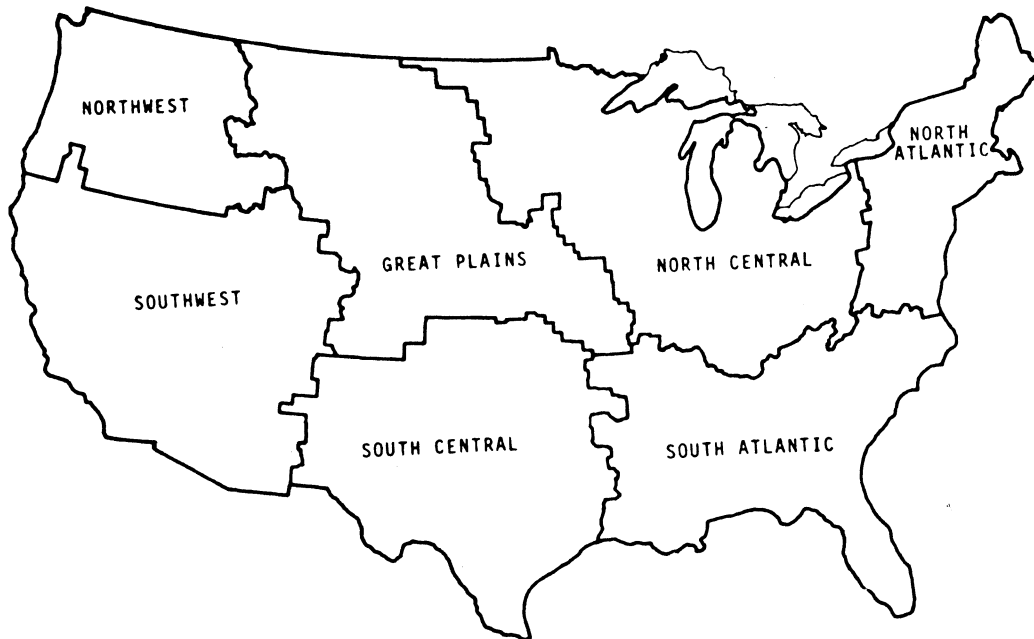 NORTHWEST
NORTH
ATLANTIC
GREAT PLAINS
NORTH CENTRAL
SOUTHWEST
SOUTH CENTRAL
SOUTH ATLANTIC